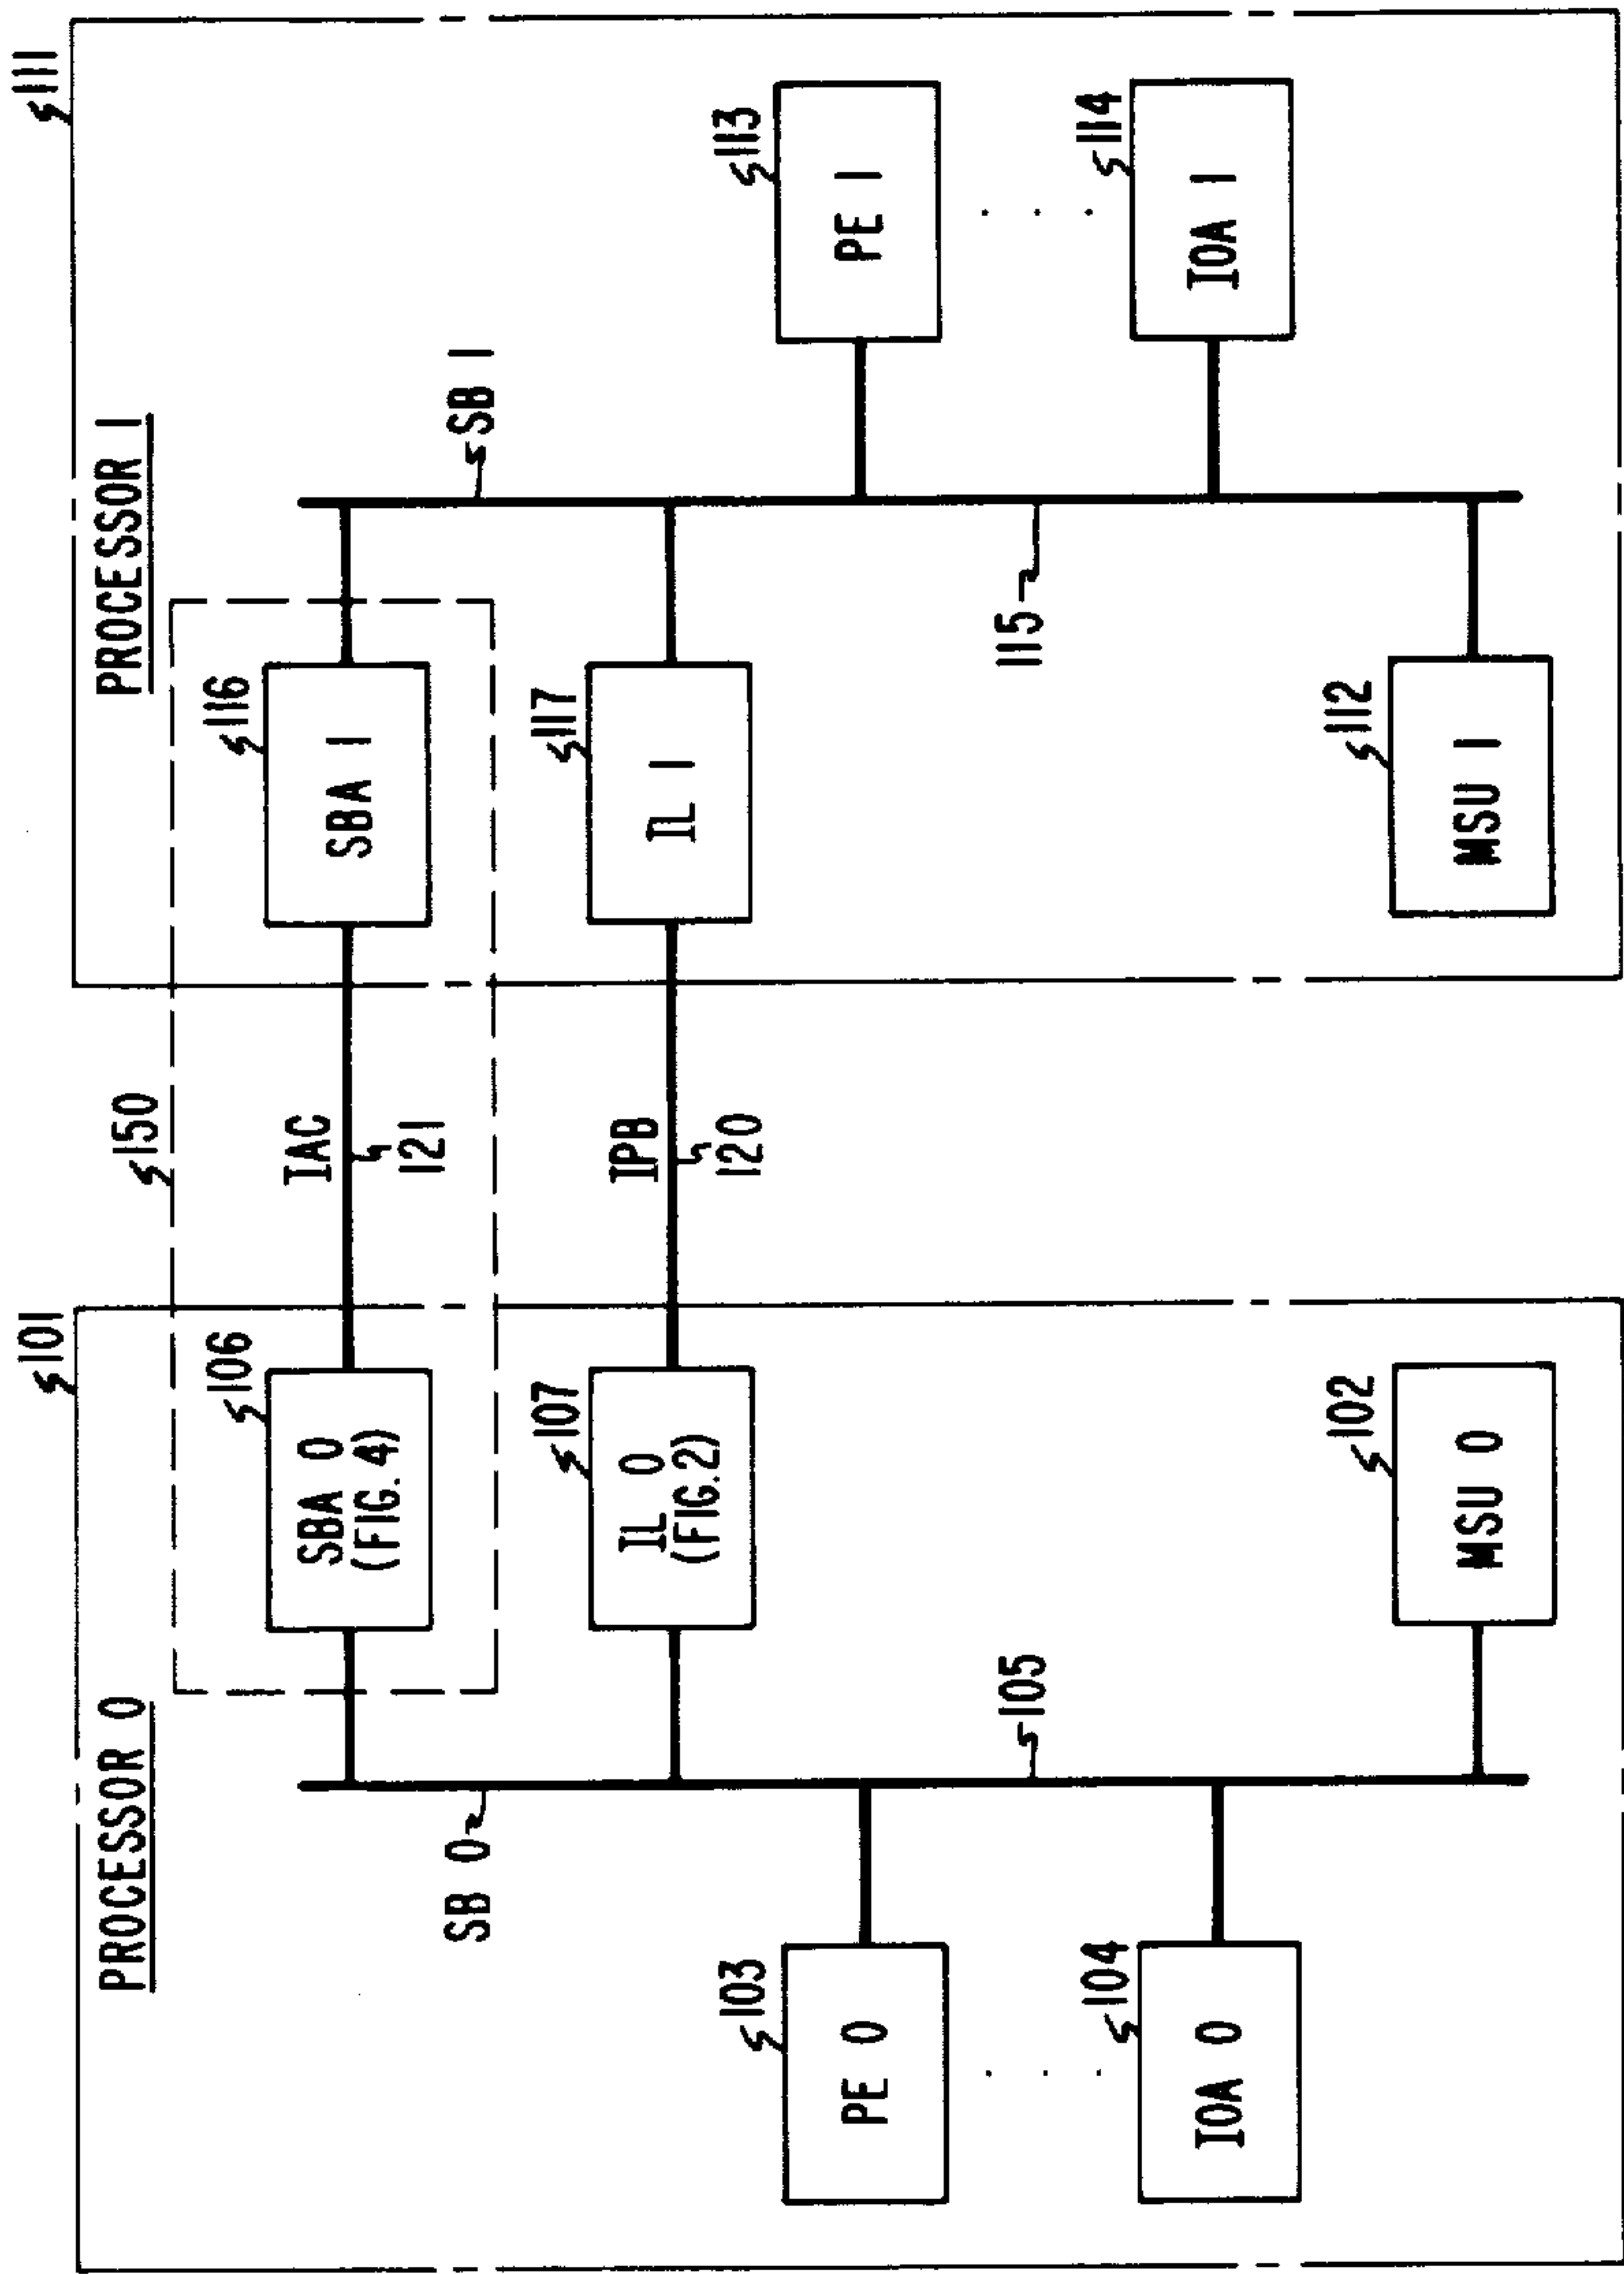 101
PROCESSOR 0
106
SBA 0
(FIG. 4)
107
IL 0
(FIG.2)
SB 0
105
103
PE 0
. . .
104
IOA 0
102
MSU 0
150
IAC
121
IPB
120
111
PROCESSOR 1
116
SBA 1
117
IL 1
SB 1
115
113
PE 1
. . .
114
IOA 1
112
MSU 1